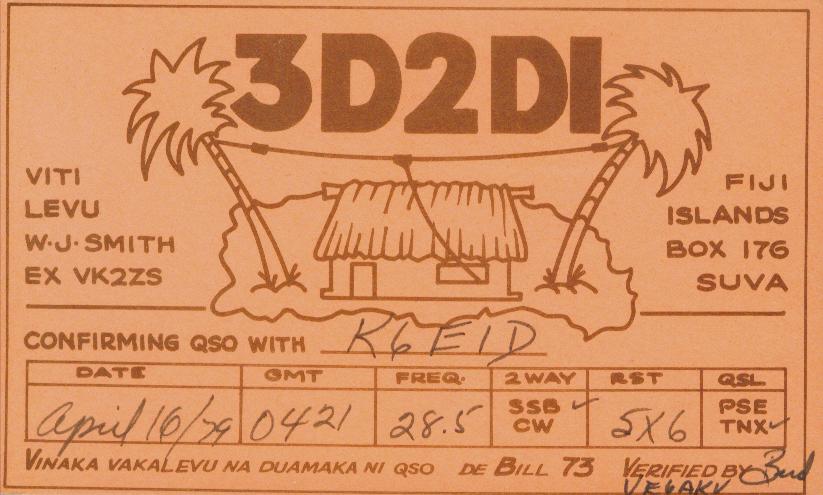 3D2DI
VITI
LEVU
W·J·SMITH
EX VK2ZS
FIJI
ISLANDS
BOX 176
SUVA
CONFIRMING QSO WITH K6EID
DATE GMT FREQ. 2WAY RST QSL
April 16/79 0421 28.5 SSB ✓ CW 5X6 PSE TNX ✓
VINAKA VAKALEVU NA DUAMAKA NI QSO DE BILL 73 VERIFIED BY Bud
VE6AKV